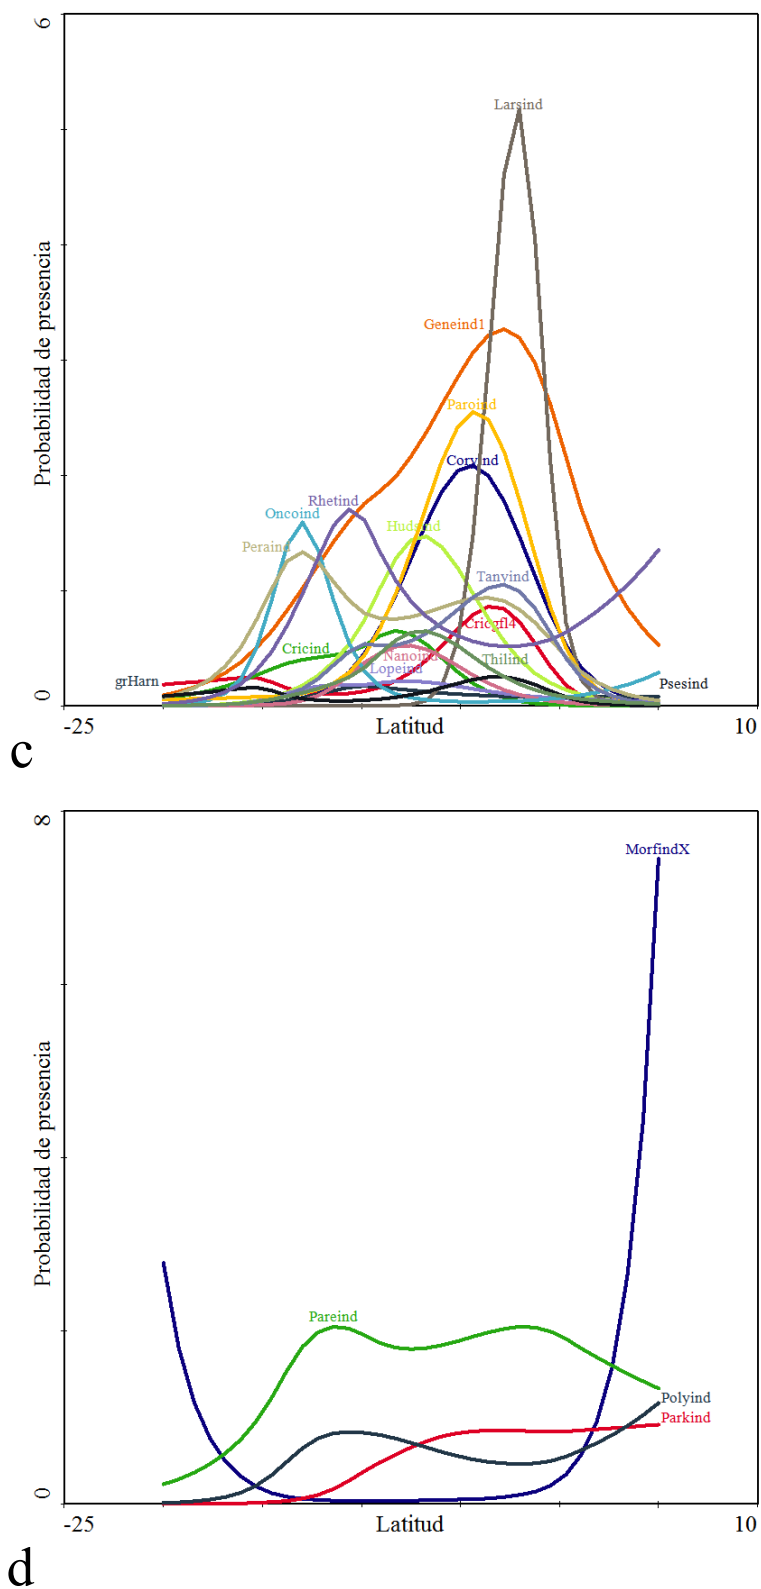 6
Larsind
Probabilidad de presencia
Geneind1
Paroind
Coryind
Rhetind
Oncoind
Hudsind
Peraind
Tanyind
Cricgfl4
Cricind
Nanoind
Thilind
Lopeind
grHarn
Psesind
0
-25
Latitud
10
c
8
MorfindX
Probabilidad de presencia
Pareind
Polyind
Parkind
0
-25
Latitud
10
d